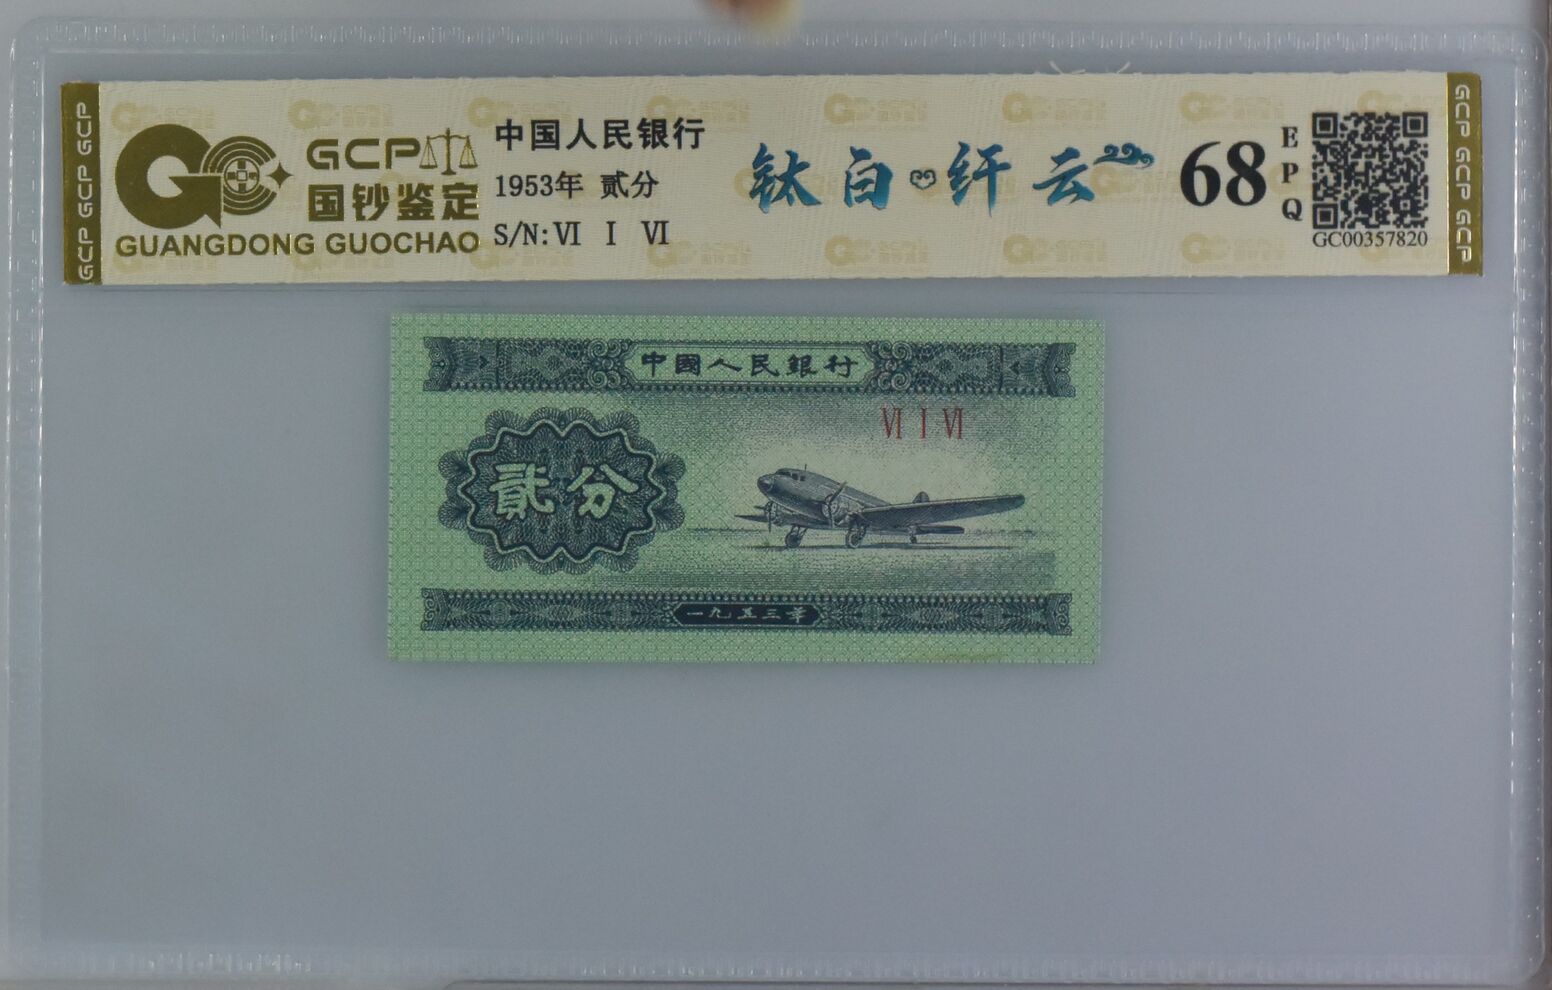 GCP GCP GCP
GCP
国钞鉴定
GUANGDONG GUOCHAO
中国人民银行
1953年 贰分
S/N:Ⅵ Ⅰ Ⅵ
钛白 纤云
68
EPQ
GC00357820
GCP GCP GCP
中國人民銀行
Ⅵ Ⅰ Ⅵ
貳分
一九五三年